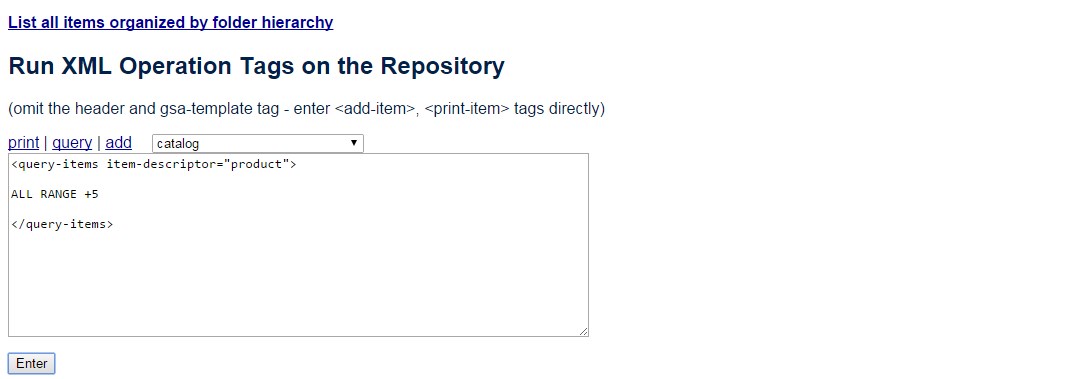 List all items organized by folder hierarchy
Run XML Operation Tags on the Repository
(omit the header and gsa-template tag - enter <add-item>, <print-item> tags directly)
print | query | add catalog
<query-items item-descriptor="product">
ALL RANGE +5
</query-items>
Enter